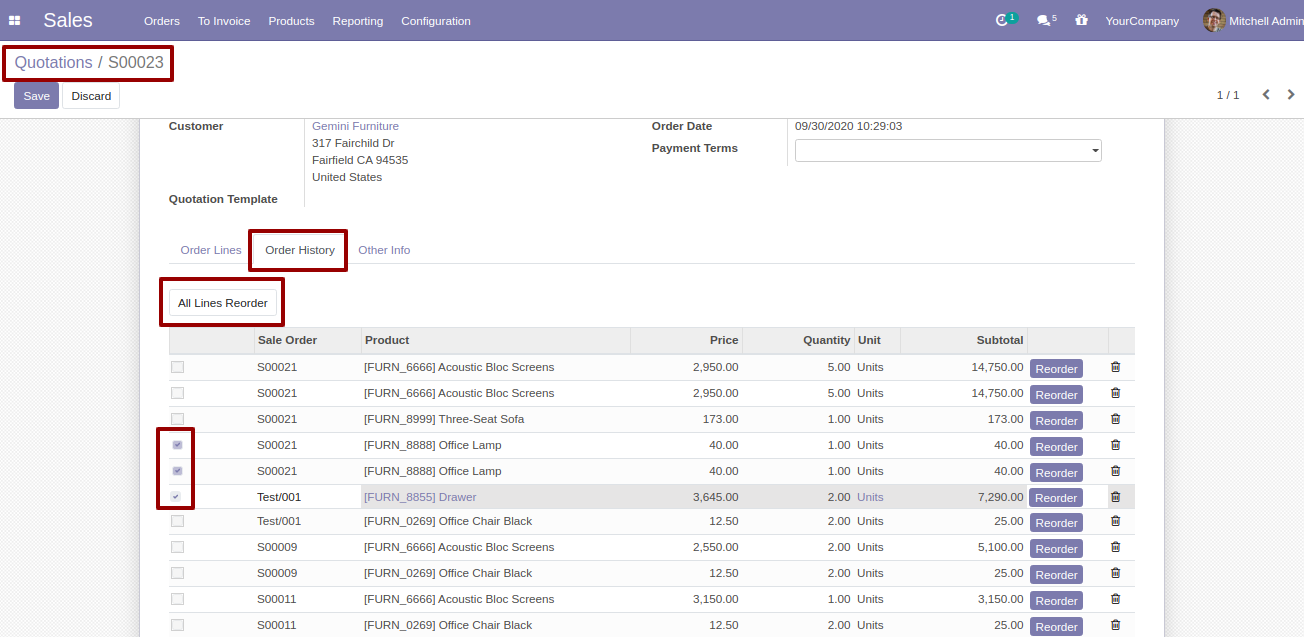 Sales Orders To Invoice Products Reporting Configuration 1 5 YourCompany Mitchell Admin
Quotations / S00023
Save Discard 1 / 1
Customer Gemini Furniture Order Date 09/30/2020 10:29:03
317 Fairchild Dr Payment Terms
Fairfield CA 94535
United States
Quotation Template
Order Lines Order History Other Info
All Lines Reorder
Sale Order Product Price Quantity Unit Subtotal
S00021 [FURN_6666] Acoustic Bloc Screens 2,950.00 5.00 Units 14,750.00 Reorder
S00021 [FURN_6666] Acoustic Bloc Screens 2,950.00 5.00 Units 14,750.00 Reorder
S00021 [FURN_8999] Three-Seat Sofa 173.00 1.00 Units 173.00 Reorder
S00021 [FURN_8888] Office Lamp 40.00 1.00 Units 40.00 Reorder
S00021 [FURN_8888] Office Lamp 40.00 1.00 Units 40.00 Reorder
Test/001 [FURN_8855] Drawer 3,645.00 2.00 Units 7,290.00 Reorder
Test/001 [FURN_0269] Office Chair Black 12.50 2.00 Units 25.00 Reorder
S00009 [FURN_6666] Acoustic Bloc Screens 2,550.00 2.00 Units 5,100.00 Reorder
S00009 [FURN_0269] Office Chair Black 12.50 2.00 Units 25.00 Reorder
S00011 [FURN_6666] Acoustic Bloc Screens 3,150.00 1.00 Units 3,150.00 Reorder
S00011 [FURN_0269] Office Chair Black 12.50 2.00 Units 25.00 Reorder